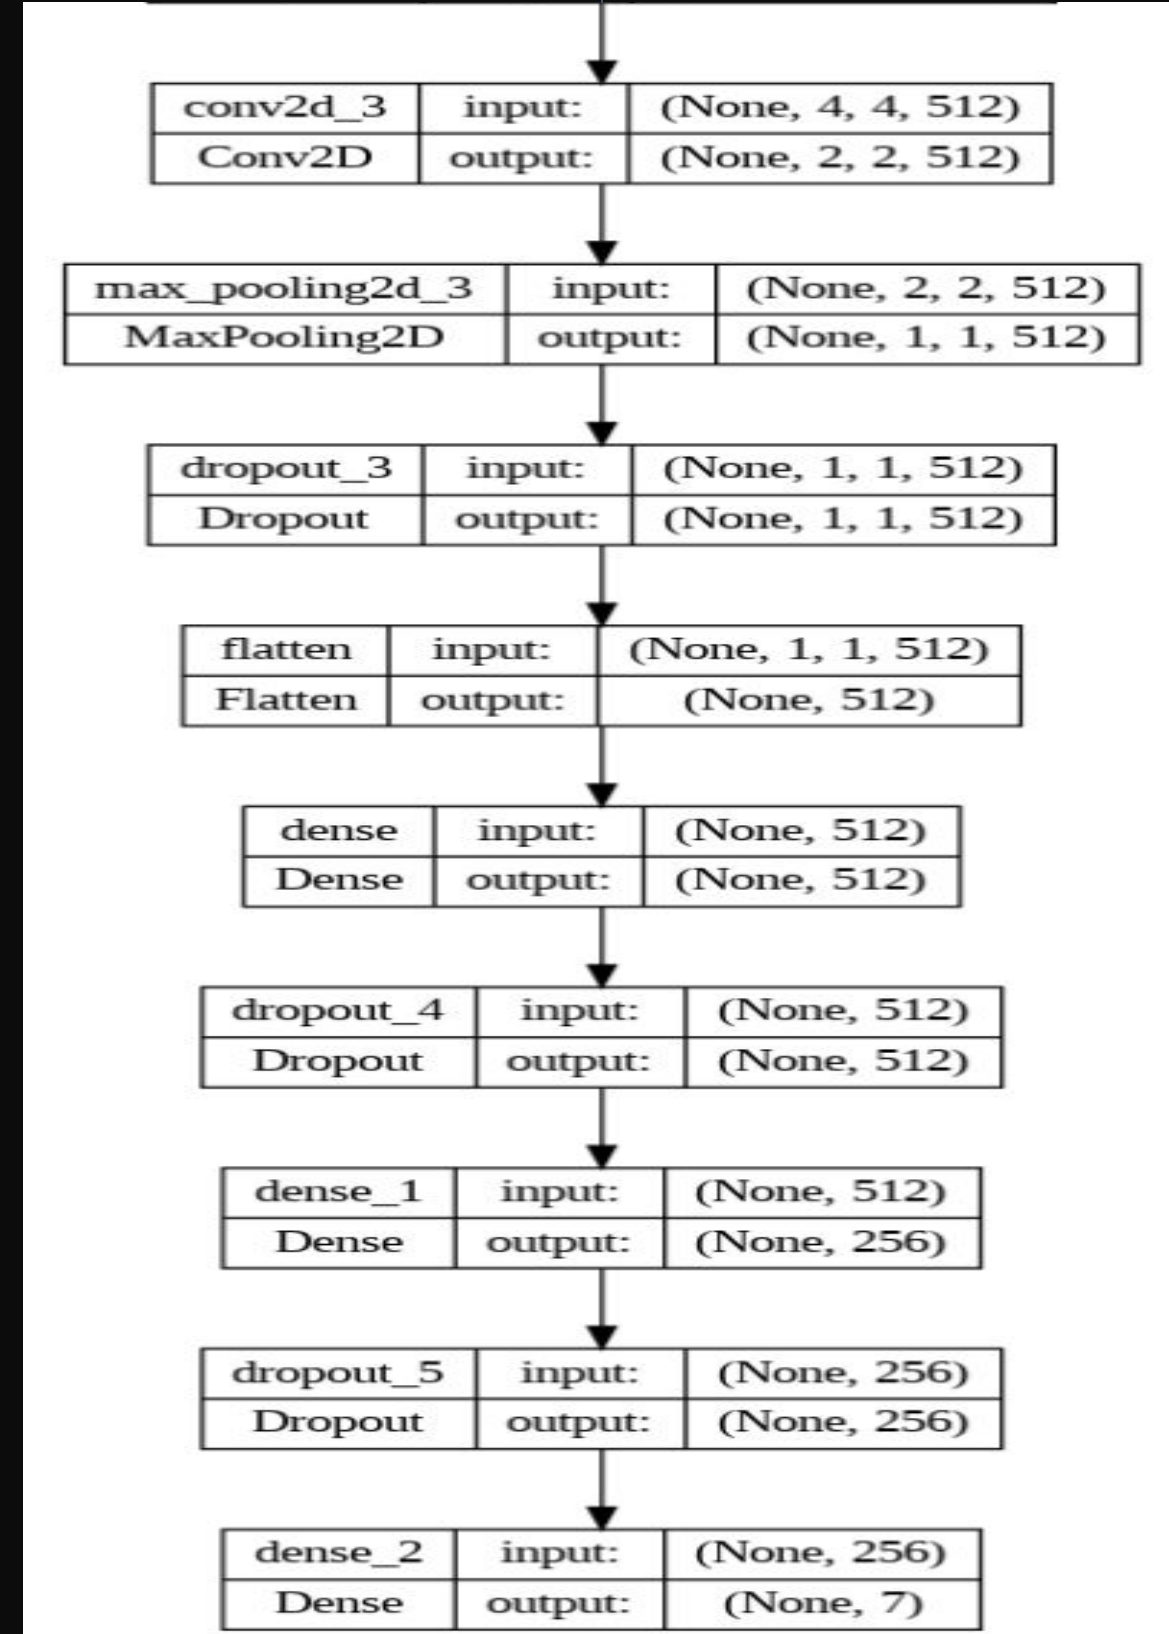 conv2d_3 input: (None, 4, 4, 512)
Conv2D output: (None, 2, 2, 512)
max_pooling2d_3 input: (None, 2, 2, 512)
MaxPooling2D output: (None, 1, 1, 512)
dropout_3 input: (None, 1, 1, 512)
Dropout output: (None, 1, 1, 512)
flatten input: (None, 1, 1, 512)
Flatten output: (None, 512)
dense input: (None, 512)
Dense output: (None, 512)
dropout_4 input: (None, 512)
Dropout output: (None, 512)
dense_1 input: (None, 512)
Dense output: (None, 256)
dropout_5 input: (None, 256)
Dropout output: (None, 256)
dense_2 input: (None, 256)
Dense output: (None, 7)